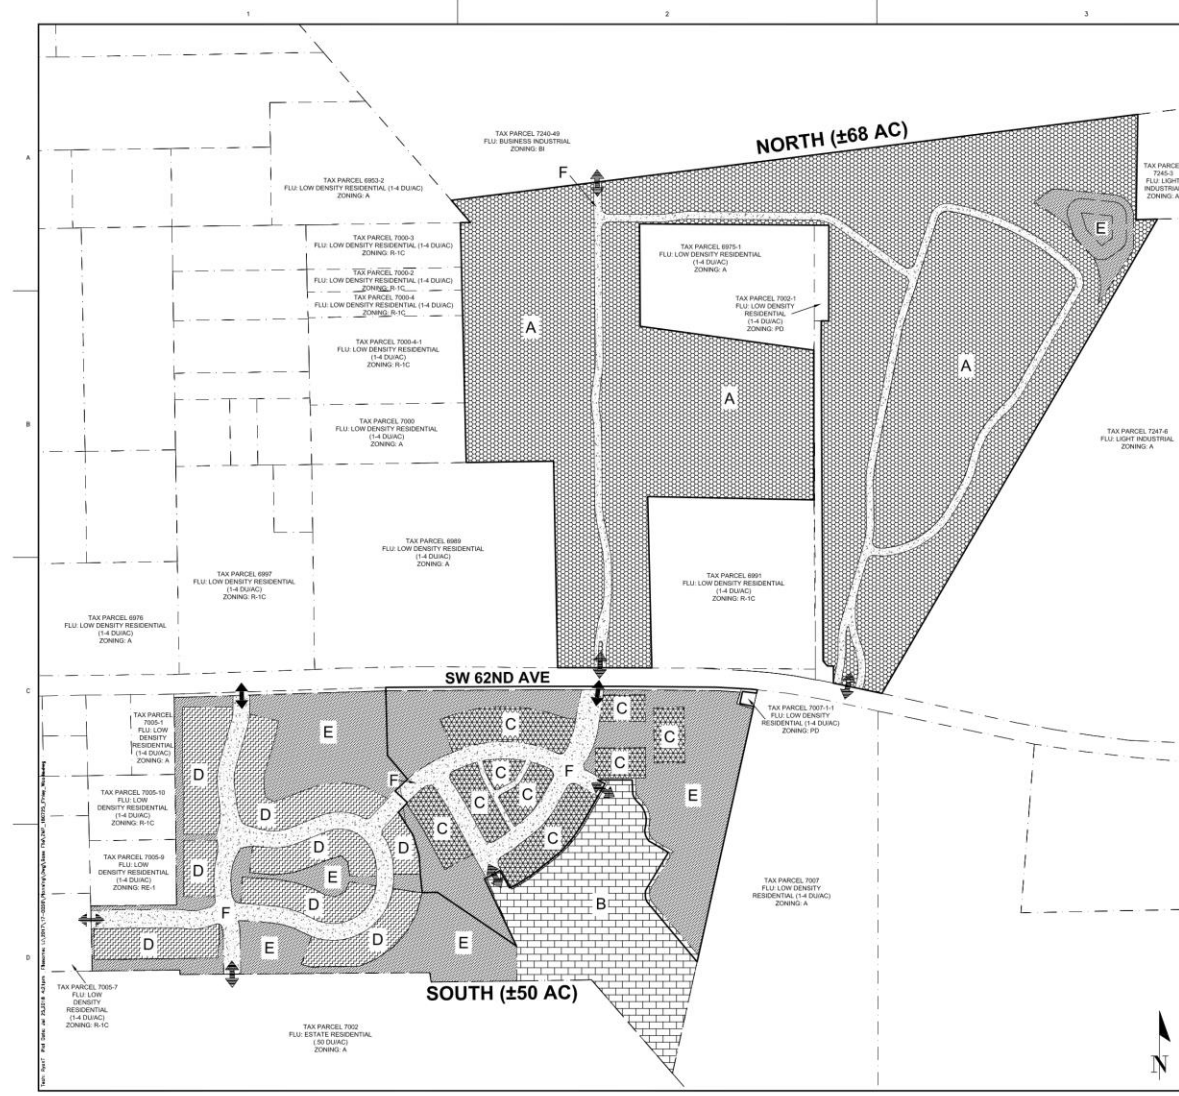 1
2
3
A
B
C
D
NORTH (±68 AC)
TAX PARCEL 7240-49
FLU: BUSINESS INDUSTRIAL
ZONING: BI
F
TAX PARCEL 6953-2
FLU: LOW DENSITY RESIDENTIAL (1-4 DU/AC)
ZONING: A
TAX PARCE
7245-3
FLU: LIGHT
INDUSTRIA
ZONING: A
E
TAX PARCEL 7000-3
FLU: LOW DENSITY RESIDENTIAL (1-4 DU/AC)
ZONING: R-1C
TAX PARCEL 7000-2
FLU: LOW DENSITY RESIDENTIAL (1-4 DU/AC)
ZONING: R-1C
TAX PARCEL 7000-4
FLU: LOW DENSITY RESIDENTIAL (1-4 DU/AC)
ZONING: R-1C
TAX PARCEL 6975-1
FLU: LOW DENSITY RESIDENTIAL
(1-4 DU/AC)
ZONING: A
TAX PARCEL 7002-1
FLU: LOW DENSITY
RESIDENTIAL
(1-4 DU/AC)
ZONING: PD
A
A
A
TAX PARCEL 7000-4-1
FLU: LOW DENSITY RESIDENTIAL
(1-4 DU/AC)
ZONING: R-1C
TAX PARCEL 7000
FLU: LOW DENSITY RESIDENTIAL
(1-4 DU/AC)
ZONING: A
TAX PARCEL 7247-6
FLU: LIGHT INDUSTRIAL
ZONING: A
TAX PARCEL 6989
FLU: LOW DENSITY RESIDENTIAL
(1-4 DU/AC)
ZONING: A
TAX PARCEL 6997
FLU: LOW DENSITY RESIDENTIAL
(1-4 DU/AC)
ZONING: R-1C
TAX PARCEL 6991
FLU: LOW DENSITY RESIDENTIAL
(1-4 DU/AC)
ZONING: R-1C
TAX PARCEL 6976
FLU: LOW DENSITY RESIDENTIAL
(1-4 DU/AC)
ZONING: A
SW 62ND AVE
TAX PARCEL
7005-1
FLU: LOW
DENSITY
RESIDENTIAL
(1-4 DU/AC)
ZONING: A
TAX PARCEL 7007-1-1
FLU: LOW DENSITY
RESIDENTIAL (1-4 DU/AC)
ZONING: PD
E
C
C
C
C
C
C
C
C
C
F
F
E
D
D
D
D
D
D
D
D
E
F
E
E
B
TAX PARCEL 7005-10
FLU: LOW
DENSITY
RESIDENTIAL
(1-4 DU/AC)
ZONING: R-1C
TAX PARCEL 7005-9
FLU: LOW
DENSITY
RESIDENTIAL
(1-4 DU/AC)
ZONING: RE-1
TAX PARCEL 7007
FLU: LOW DENSITY
RESIDENTIAL (1-4 DU/AC)
ZONING: A
SOUTH (±50 AC)
TAX PARCEL 7005-7
FLU: LOW
DENSITY
RESIDENTIAL
(1-4 DU/AC)
ZONING: R-1C
TAX PARCEL 7002
FLU: ESTATE RESIDENTIAL
(.50 DU/AC)
ZONING: A
N